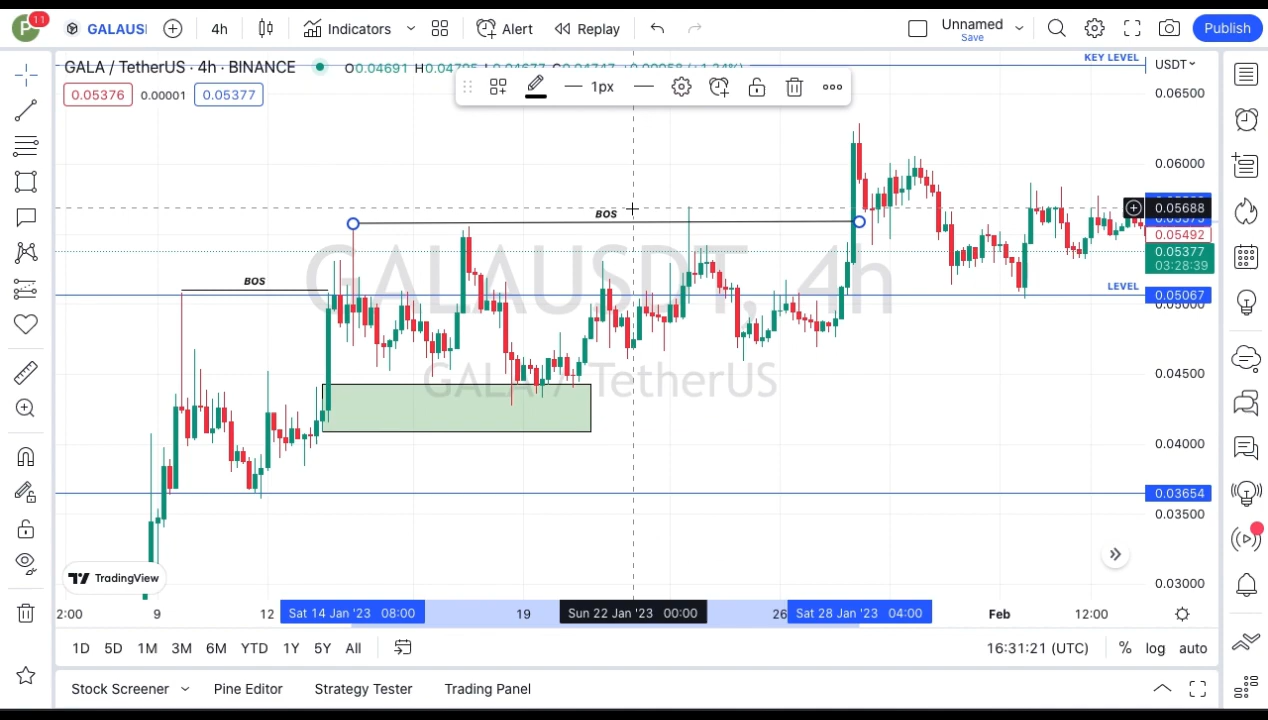 P 11 GALAUSI 4h Indicators Alert Replay Unnamed Save Publish
GALA / TetherUS · 4h · BINANCE
0.05376 0.00001 0.05377
1px
KEY LEVEL
USDT
0.06500
0.06000
0.05688
0.05492
0.05377
03:28:39
LEVEL
0.05067
0.05000
0.04500
0.04000
0.03654
0.03500
0.03000
BOS
BOS
GALAUSDT, 4h
GALA / TetherUS
TradingView
2:00 9 12 Sat 14 Jan '23 08:00 19 Sun 22 Jan '23 00:00 26 Sat 28 Jan '23 04:00 Feb 12:00
1D 5D 1M 3M 6M YTD 1Y 5Y All 16:31:21 (UTC) % log auto
Stock Screener Pine Editor Strategy Tester Trading Panel